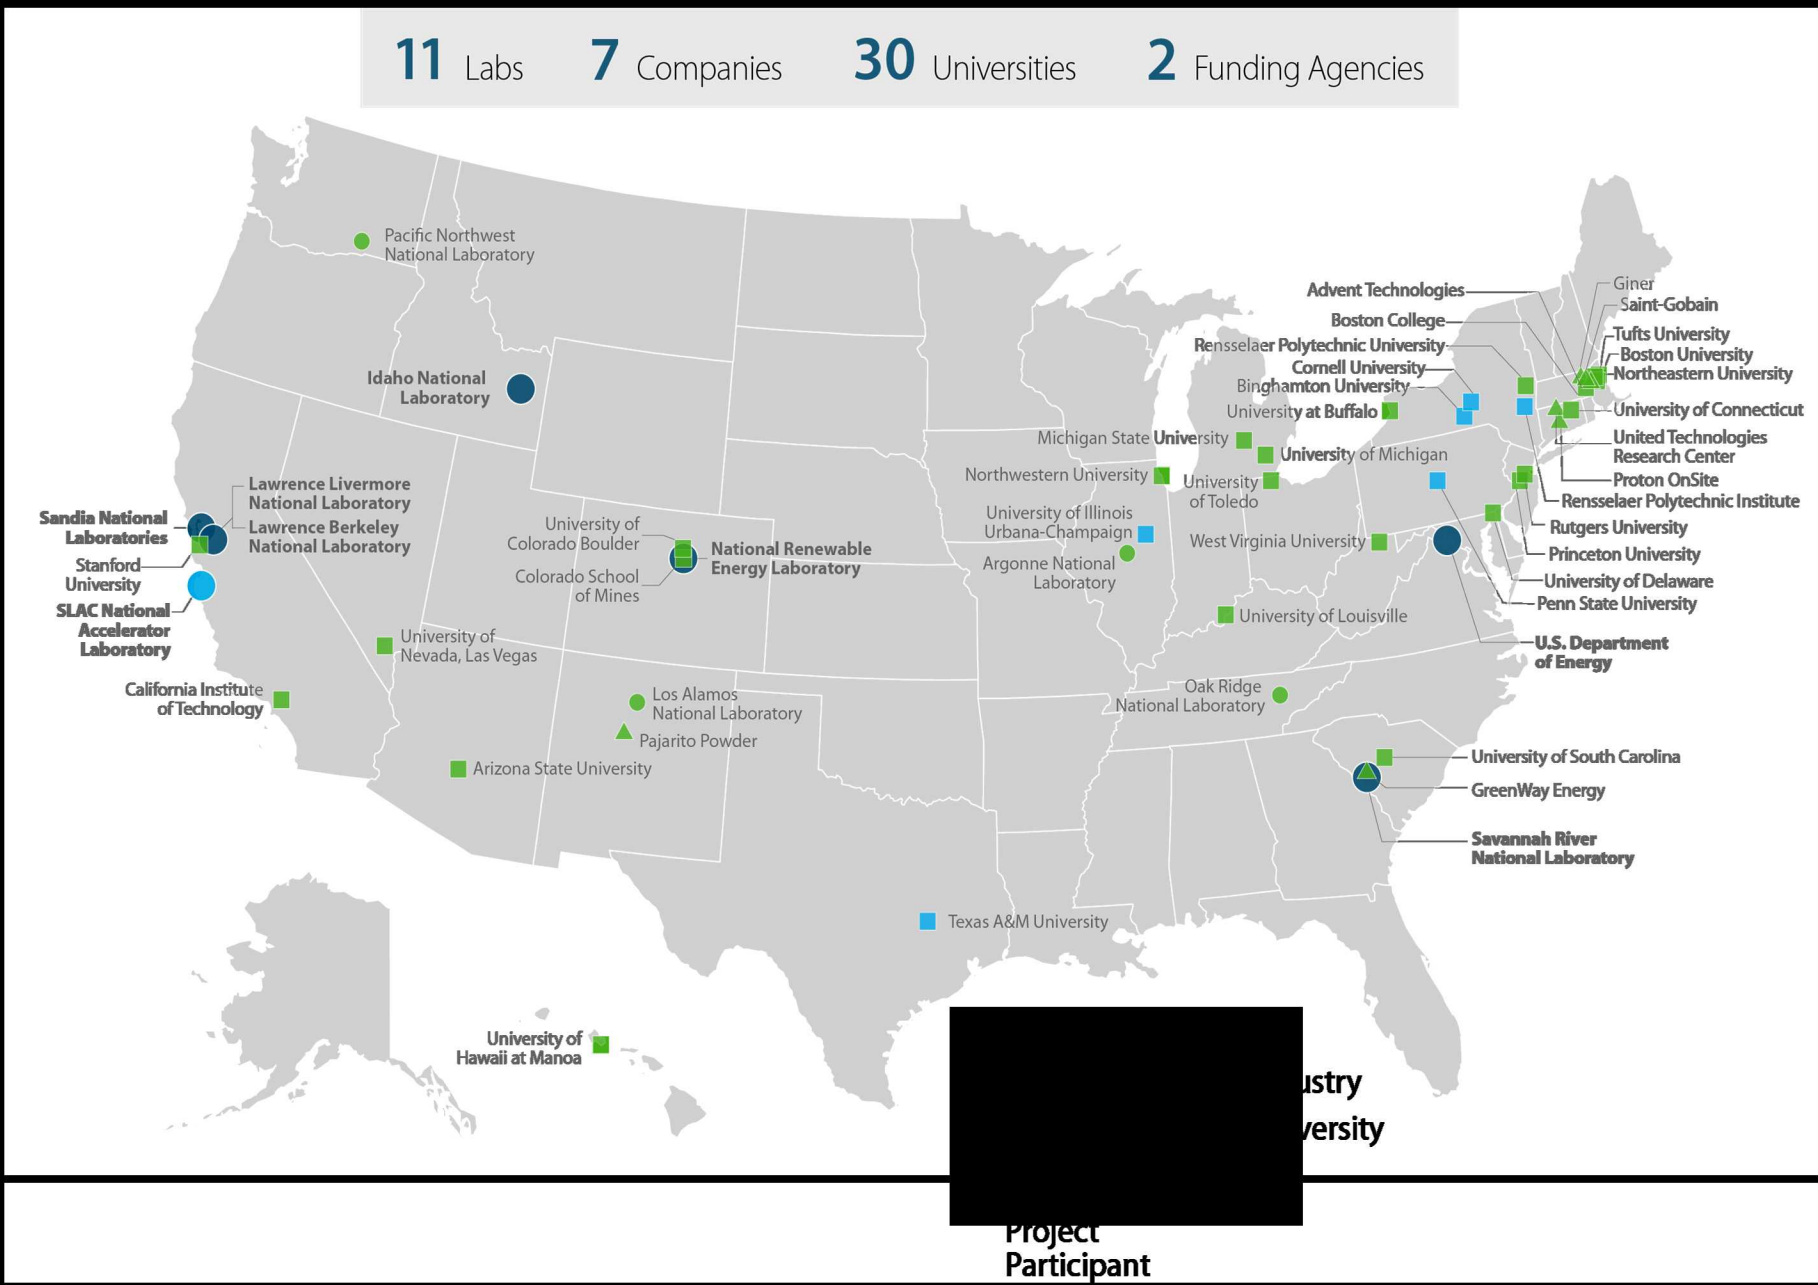 11 Labs 7 Companies 30 Universities 2 Funding Agencies
Pacific Northwest
National Laboratory
Idaho National
Laboratory
Lawrence Livermore
National Laboratory
Sandia National
Laboratories
Lawrence Berkeley
National Laboratory
Stanford
University
SLAC National
Accelerator
Laboratory
University of
Colorado Boulder
National Renewable
Energy Laboratory
Colorado School
of Mines
University of
Nevada, Las Vegas
California Institute
of Technology
Los Alamos
National Laboratory
Pajarito Powder
Arizona State University
University of
Hawaii at Manoa
Texas A&M University
Advent Technologies
Boston College
Rensselaer Polytechnic University
Cornell University
Binghamton University
University at Buffalo
Michigan State University
University of Michigan
Northwestern University
University
of Toledo
University of Illinois
Urbana-Champaign
West Virginia University
Argonne National
Laboratory
University of Louisville
Oak Ridge
National Laboratory
Giner
Saint-Gobain
Tufts University
Boston University
Northeastern University
University of Connecticut
United Technologies
Research Center
Proton OnSite
Rensselaer Polytechnic Institute
Rutgers University
Princeton University
University of Delaware
Penn State University
U.S. Department
of Energy
University of South Carolina
GreenWay Energy
Savannah River
National Laboratory
Project
Participant